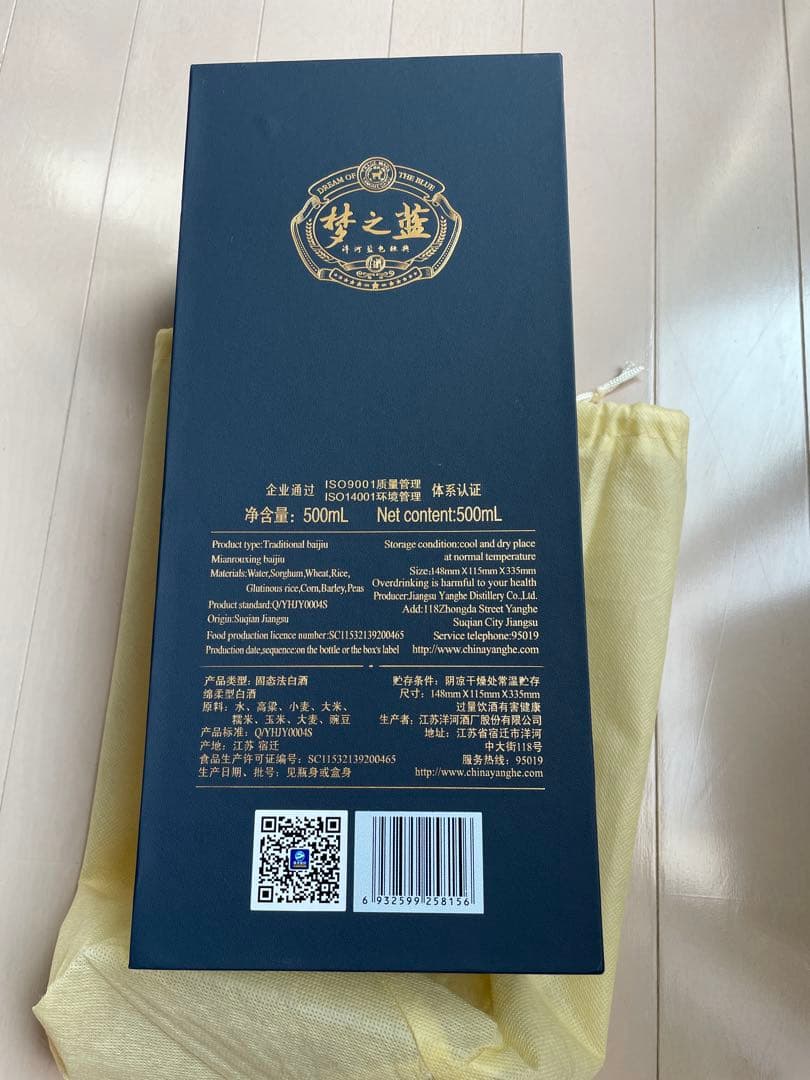 DREAM OF THE BLUE
梦之蓝
洋河蓝色经典
企业通过 ISO9001质量管理 体系认证
ISO14001环境管理
净含量：500mL Net content:500mL
Product type:Traditional baijiu
Mianrouxing baijiu
Materials:Water,Sorghum,Wheat,Rice,
Glutinous rice,Corn,Barley,Peas
Product standard:Q/YHJY0004S
Origin:Suqian Jiangsu
Food production licence number:SC11532139200465
Production date,sequence:on the bottle or the box's label
Storage condition:cool and dry place
at normal temperature
Size:148mmX115mmX335mm
Overdrinking is harmful to your health
Producer:Jiangsu Yanghe Distillery Co.,Ltd.
Add:118Zhongda Street Yanghe
Suqian City Jiangsu
Service telephone:95019
http://www.chinayanghe.com
产品类型：固态法白酒
绵柔型白酒
原料：水、高粱、小麦、大米、
糯米、玉米、大麦、豌豆
产品标准：Q/YHJY0004S
产地：江苏 宿迁
食品生产许可证编号：SC11532139200465
生产日期、批号：见瓶身或盒身
贮存条件：阴凉干燥处常温贮存
尺寸：148mmX115mmX335mm
过量饮酒有害健康
生产者：江苏洋河酒厂股份有限公司
地址：江苏省宿迁市洋河
中大街118号
服务热线：95019
http://www.chinayanghe.com
6 932599 258156